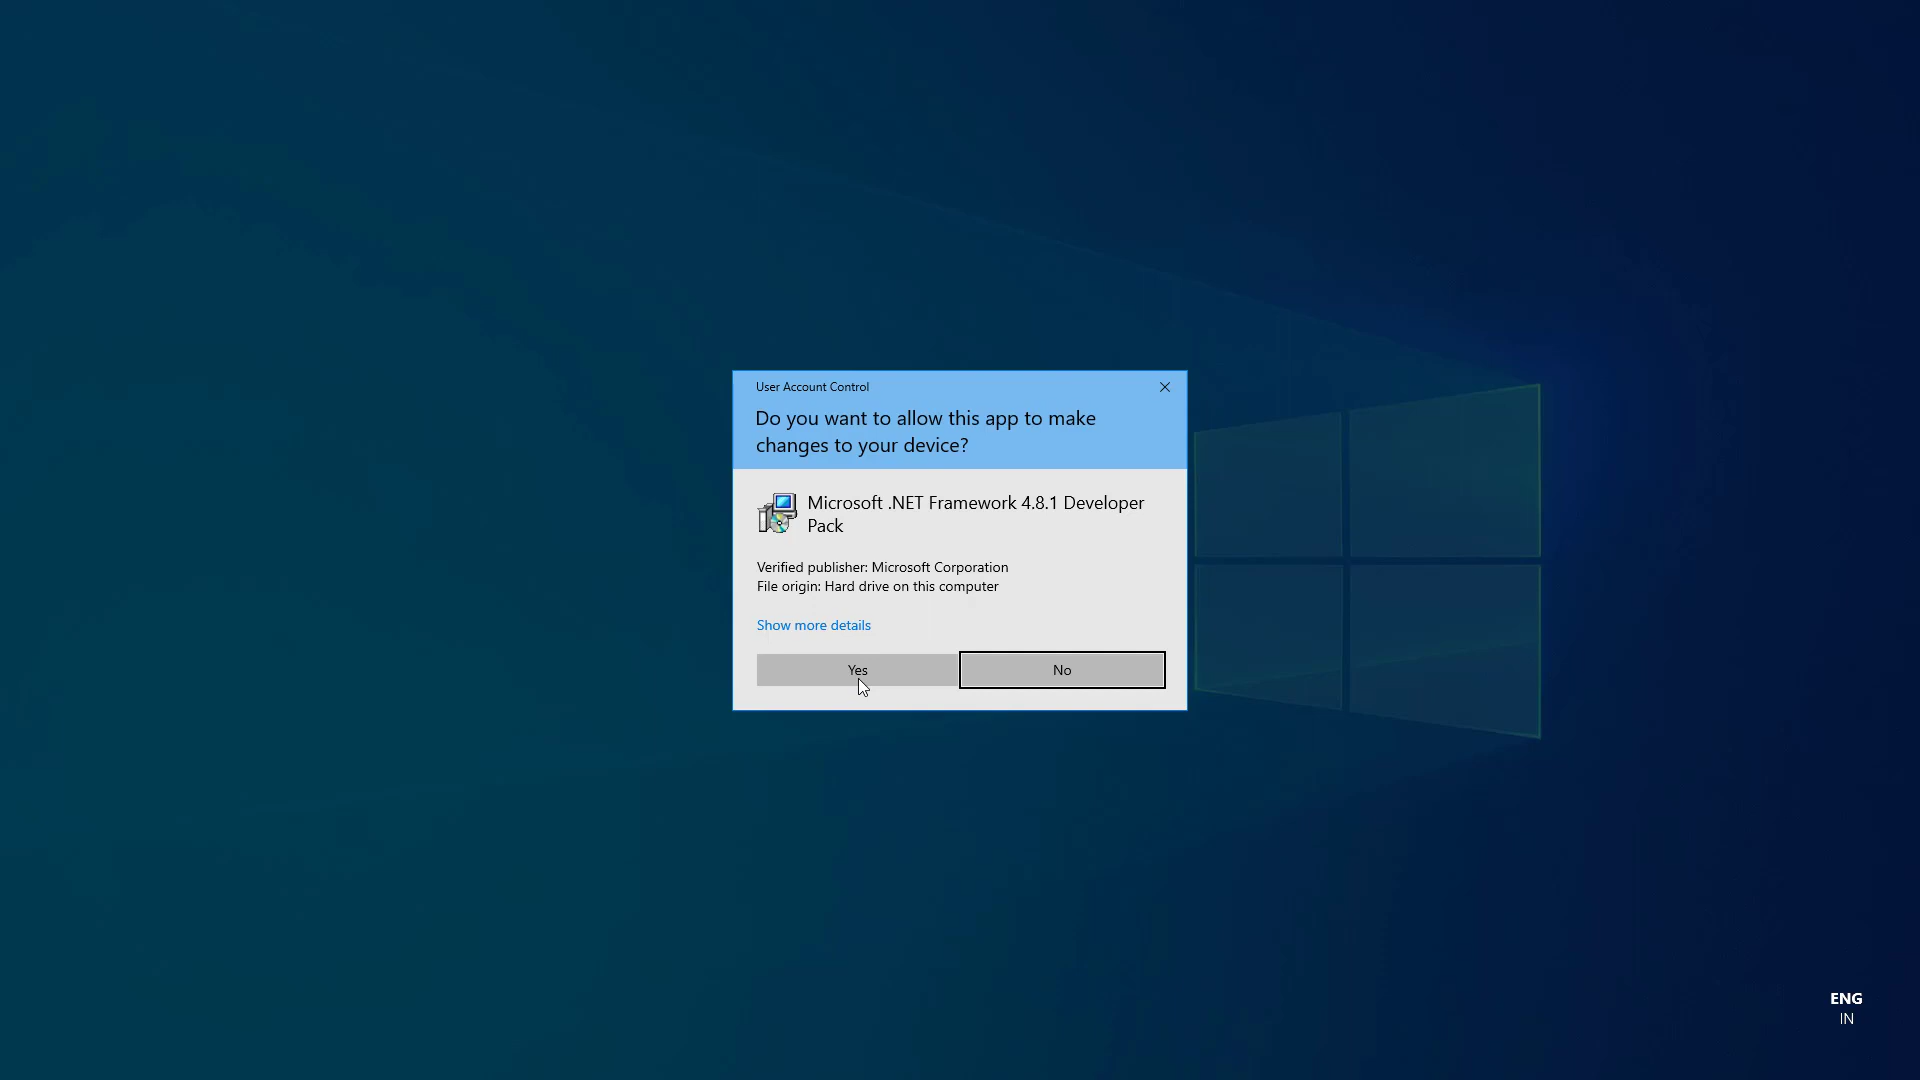 User Account Control
Do you want to allow this app to make
changes to your device?
Microsoft .NET Framework 4.8.1 Developer
Pack
Verified publisher: Microsoft Corporation
File origin: Hard drive on this computer
Show more details
Yes
No
ENG
IN